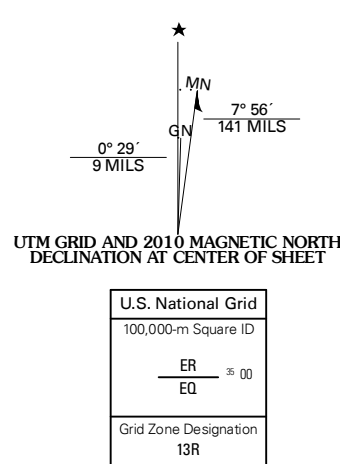 ★
MN
7° 56´
141 MILS
GN
0° 29´
9 MILS
UTM GRID AND 2010 MAGNETIC NORTH
DECLINATION AT CENTER OF SHEET
U.S. National Grid
100,000-m Square ID
ER
35 00
EQ
Grid Zone Designation
13R